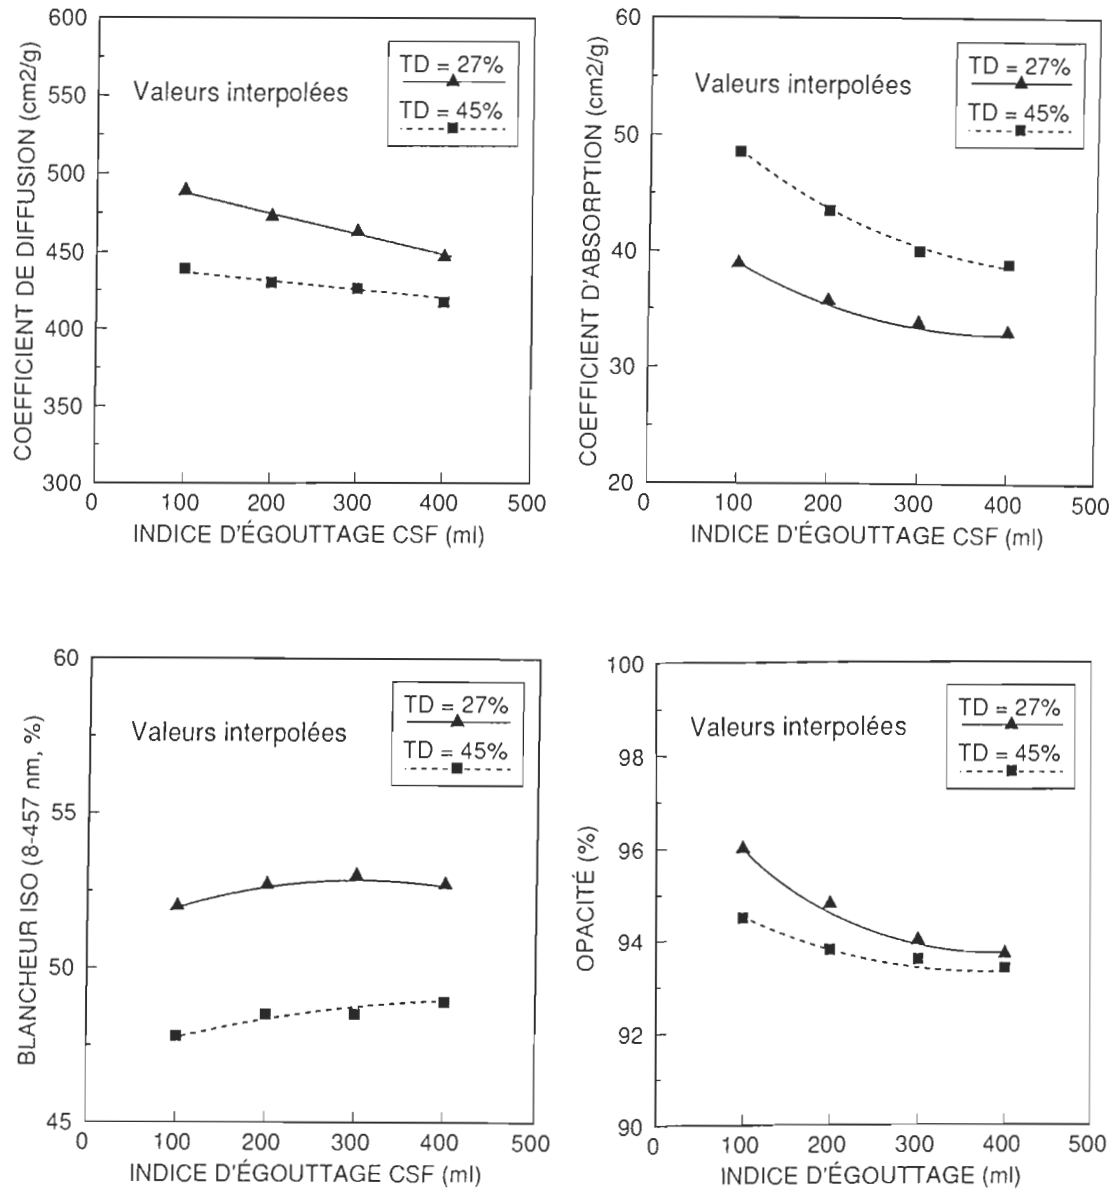 COEFFICIENT DE DIFFUSION (cm2/g)
600
550
500
450
400
350
300
Valeurs interpolées
TD = 27%
TD = 45%
0 100 200 300 400 500
INDICE D'ÉGOUTTAGE CSF (ml)
COEFFICIENT D'ABSORPTION (cm2/g)
60
50
40
30
20
Valeurs interpolées
TD = 27%
TD = 45%
0 100 200 300 400 500
INDICE D'ÉGOUTTAGE CSF (ml)
BLANCHEUR ISO (8-457 nm, %)
60
55
50
45
Valeurs interpolées
TD = 27%
TD = 45%
0 100 200 300 400 500
INDICE D'ÉGOUTTAGE CSF (ml)
OPACITÉ (%)
100
98
96
94
92
90
Valeurs interpolées
TD = 27%
TD = 45%
0 100 200 300 400 500
INDICE D'ÉGOUTTAGE (ml)